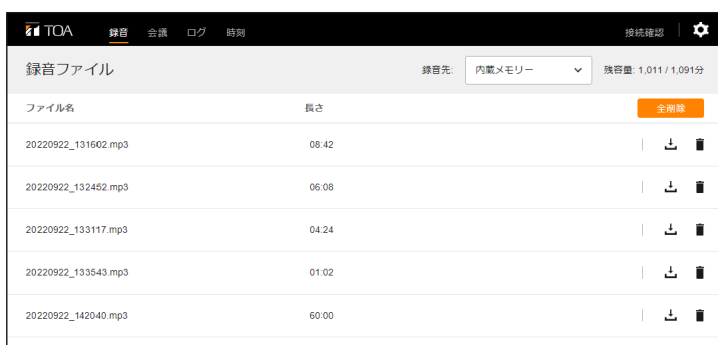 TOA 録音 会議 ログ 時刻 接続確認
録音ファイル 録音先: 内蔵メモリー 残容量: 1,011 / 1,091分
ファイル名 長さ 全削除
20220922_131602.mp3 08:42
20220922_132452.mp3 06:08
20220922_133117.mp3 04:24
20220922_133543.mp3 01:02
20220922_142040.mp3 60:00